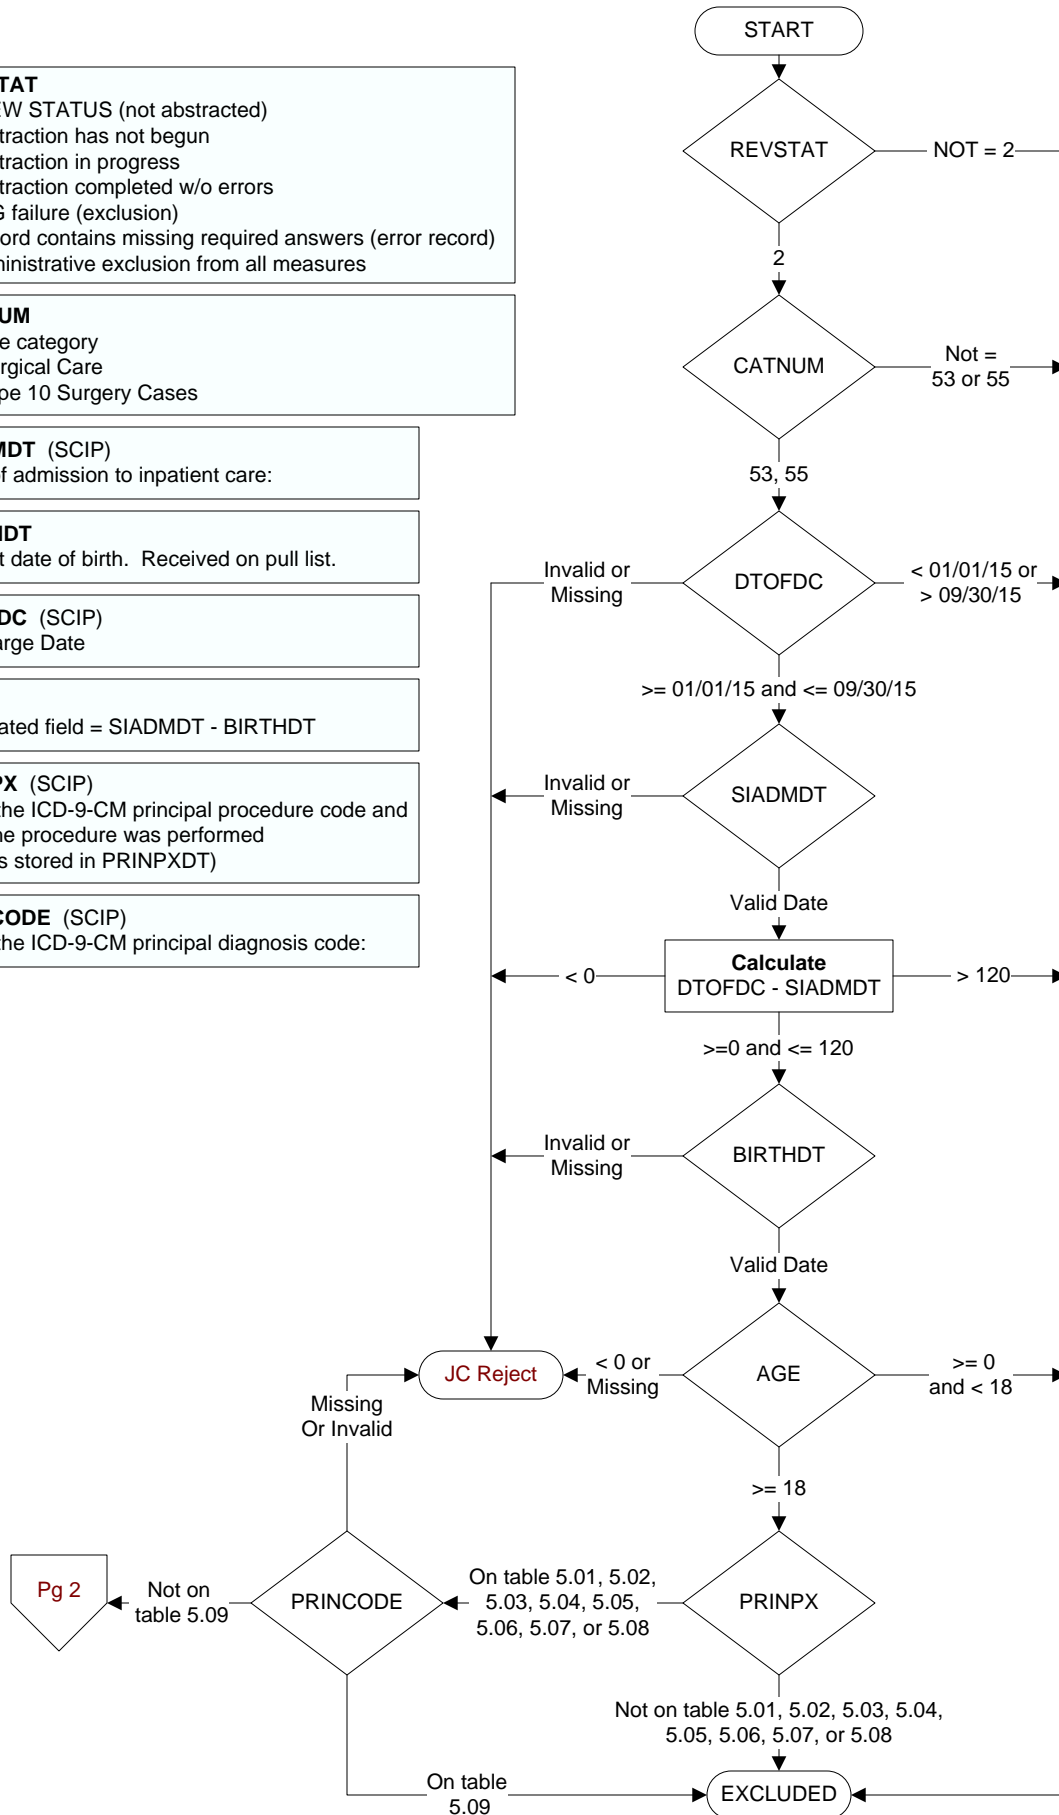 START
TAT
EW STATUS (not abstracted)
traction has not begun
traction in progress
traction completed w/o errors
G failure (exclusion)
ord contains missing required answers (error record)
ministrative exclusion from all measures
REVSTAT
NOT = 2
2
UM
e category
rgical Care
pe 10 Surgery Cases
CATNUM
Not =
53 or 55
53, 55
MDT (SCIP)
f admission to inpatient care:
HDT
t date of birth. Received on pull list.
DTOFDC
Invalid or
Missing
< 01/01/15 or
> 09/30/15
>= 01/01/15 and <= 09/30/15
DC (SCIP)
arge Date
ated field = SIADMDT - BIRTHDT
PX (SCIP)
the ICD-9-CM principal procedure code and
he procedure was performed
s stored in PRINPXDT)
SIADMDT
Invalid or
Missing
Valid Date
CODE (SCIP)
the ICD-9-CM principal diagnosis code:
Calculate
DTOFDC - SIADMDT
< 0
> 120
>=0 and <= 120
BIRTHDT
Invalid or
Missing
Valid Date
AGE
< 0 or
Missing
JC Reject
>= 0
and < 18
>= 18
Missing
Or Invalid
PRINPX
On table 5.01, 5.02,
5.03, 5.04, 5.05,
5.06, 5.07, or 5.08
PRINCODE
Not on
table 5.09
Pg 2
Not on table 5.01, 5.02, 5.03, 5.04,
5.05, 5.06, 5.07, or 5.08
On table
5.09
EXCLUDED